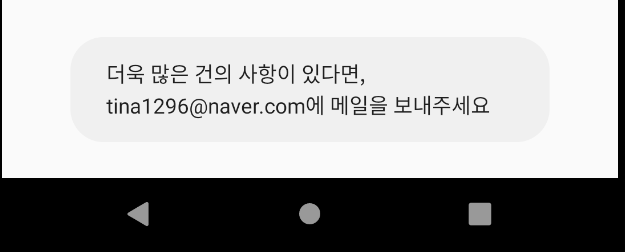 더욱 많은 건의 사항이 있다면,
tina1296@naver.com에 메일을 보내주세요